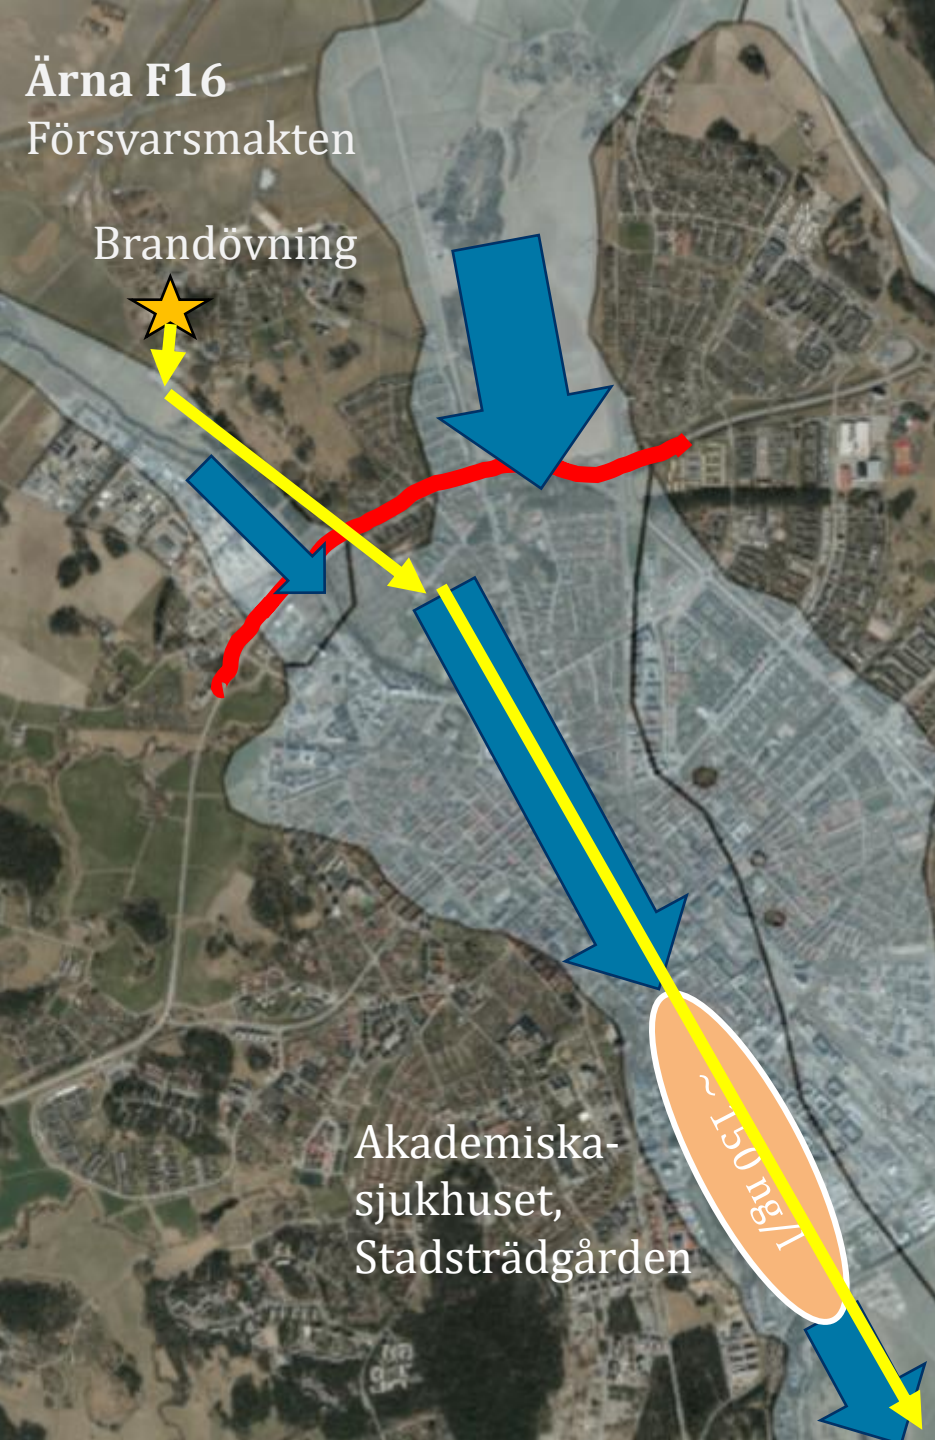 Ärna F16
Försvarsmakten
Brandövning
Akademiska-
sjukhuset,
Stadsträdgården
~ 150 ng/l